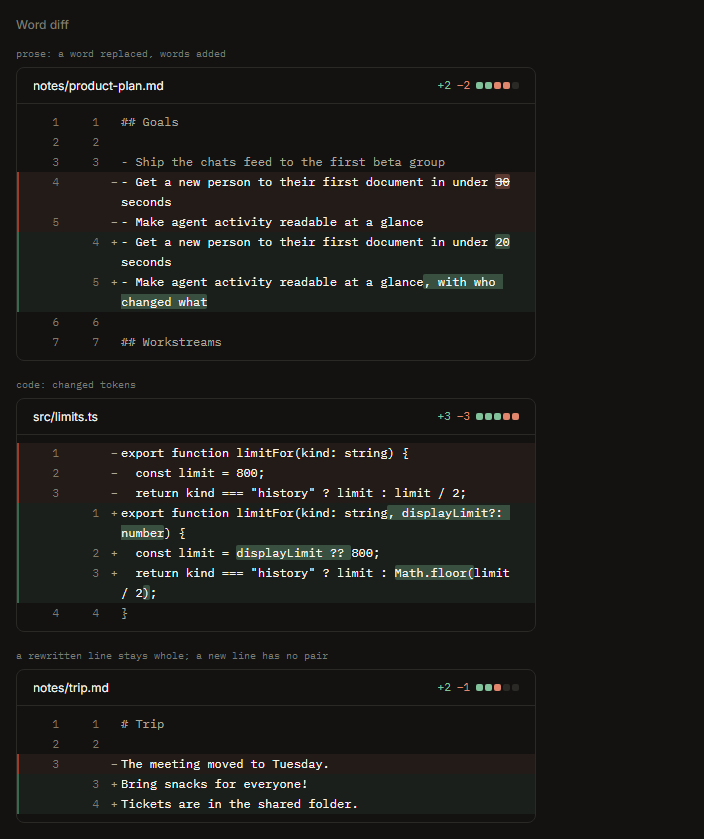 Word diff
prose: a word replaced, words added
notes/product-plan.md +2 −2
1 1 ## Goals
2 2
3 3 - Ship the chats feed to the first beta group
4 −- Get a new person to their first document in under 30
seconds
5 −- Make agent activity readable at a glance
4 +- Get a new person to their first document in under 20
seconds
5 +- Make agent activity readable at a glance, with who
changed what
6 6
7 7 ## Workstreams
code: changed tokens
src/limits.ts +3 −3
1 −export function limitFor(kind: string) {
2 −  const limit = 800;
3 −  return kind === "history" ? limit : limit / 2;
1 +export function limitFor(kind: string, displayLimit?:
number) {
2 +  const limit = displayLimit ?? 800;
3 +  return kind === "history" ? limit : Math.floor(limit
/ 2);
4 4 }
a rewritten line stays whole; a new line has no pair
notes/trip.md +2 −1
1 1 # Trip
2 2
3 −The meeting moved to Tuesday.
3 +Bring snacks for everyone!
4 +Tickets are in the shared folder.